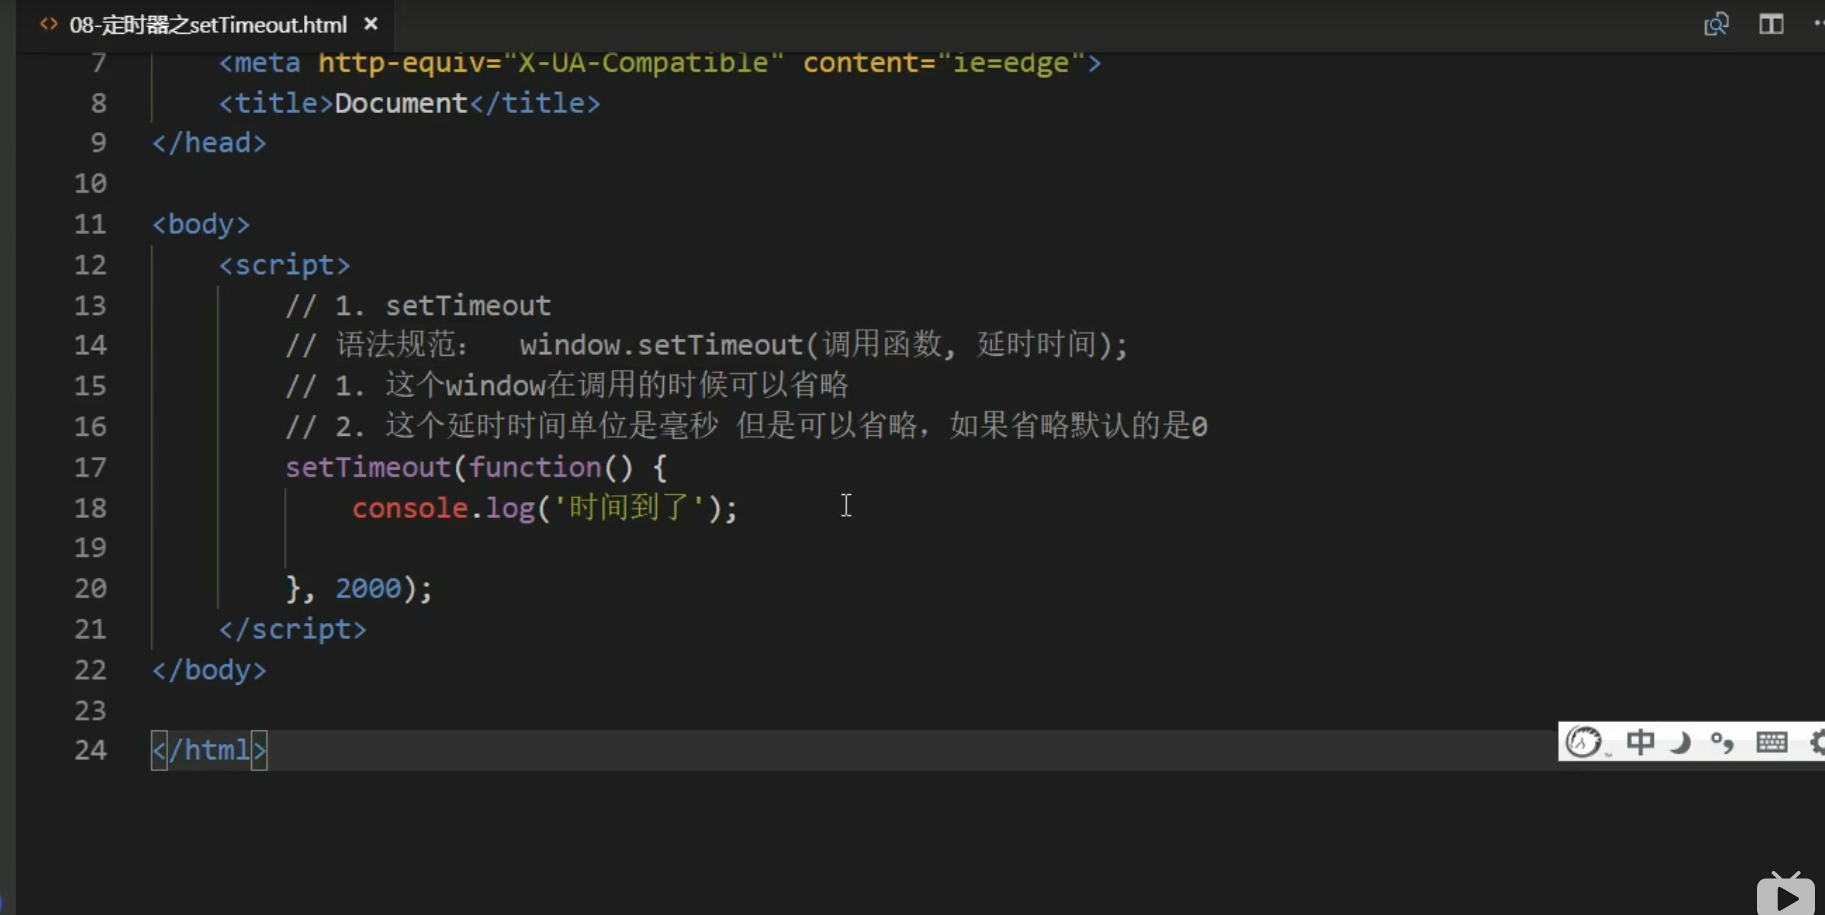 08-定时器之setTimeout.html
7 <meta http-equiv="X-UA-Compatible" content="ie=edge">
8 <title>Document</title>
9 </head>
10
11 <body>
12 <script>
13 // 1. setTimeout
14 // 语法规范： window.setTimeout(调用函数, 延时时间);
15 // 1. 这个window在调用的时候可以省略
16 // 2. 这个延时时间单位是毫秒 但是可以省略，如果省略默认的是0
17 setTimeout(function() {
18 console.log('时间到了');
19
20 }, 2000);
21 </script>
22 </body>
23
24 </html>
中